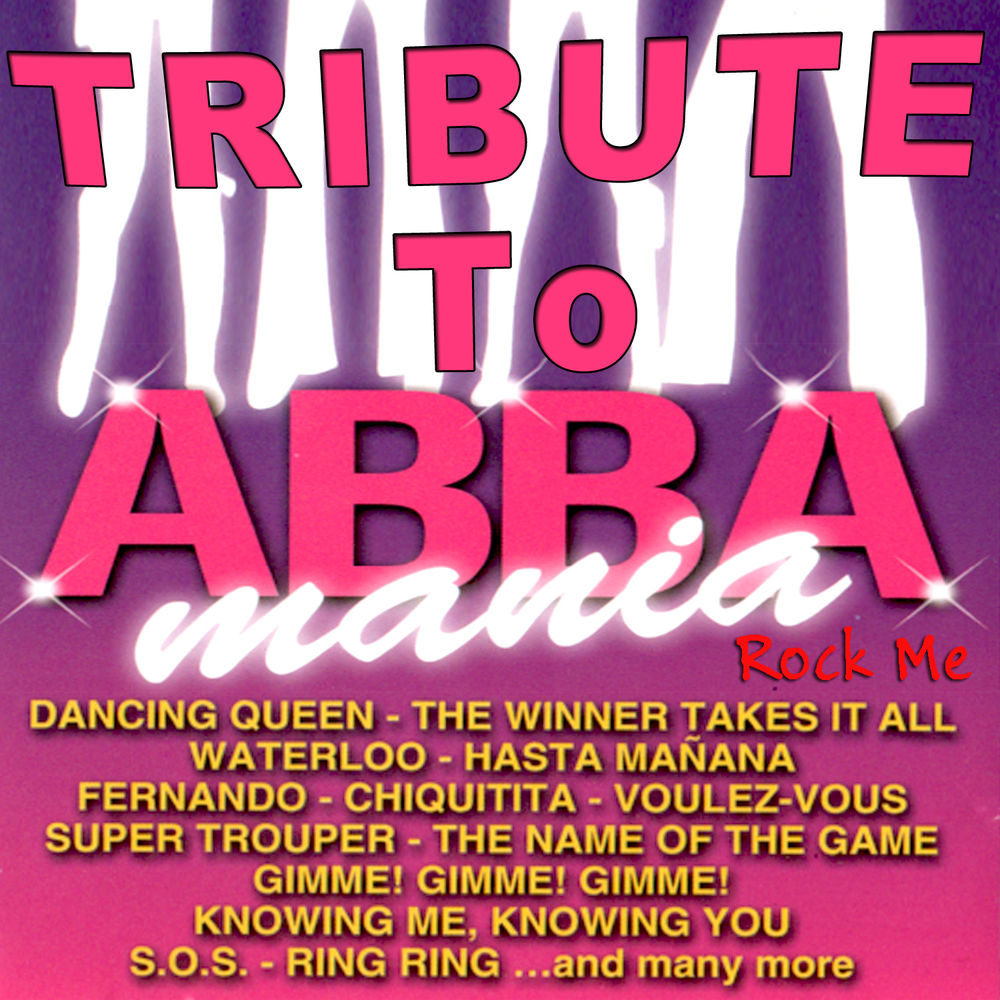 TRIBUTE
To
ABBA
mania
Rock Me
DANCING QUEEN - THE WINNER TAKES IT ALL
WATERLOO - HASTA MAÑANA
FERNANDO - CHIQUITITA - VOULEZ-VOUS
SUPER TROUPER - THE NAME OF THE GAME
GIMME! GIMME! GIMME!
KNOWING ME, KNOWING YOU
S.O.S. - RING RING ...and many more